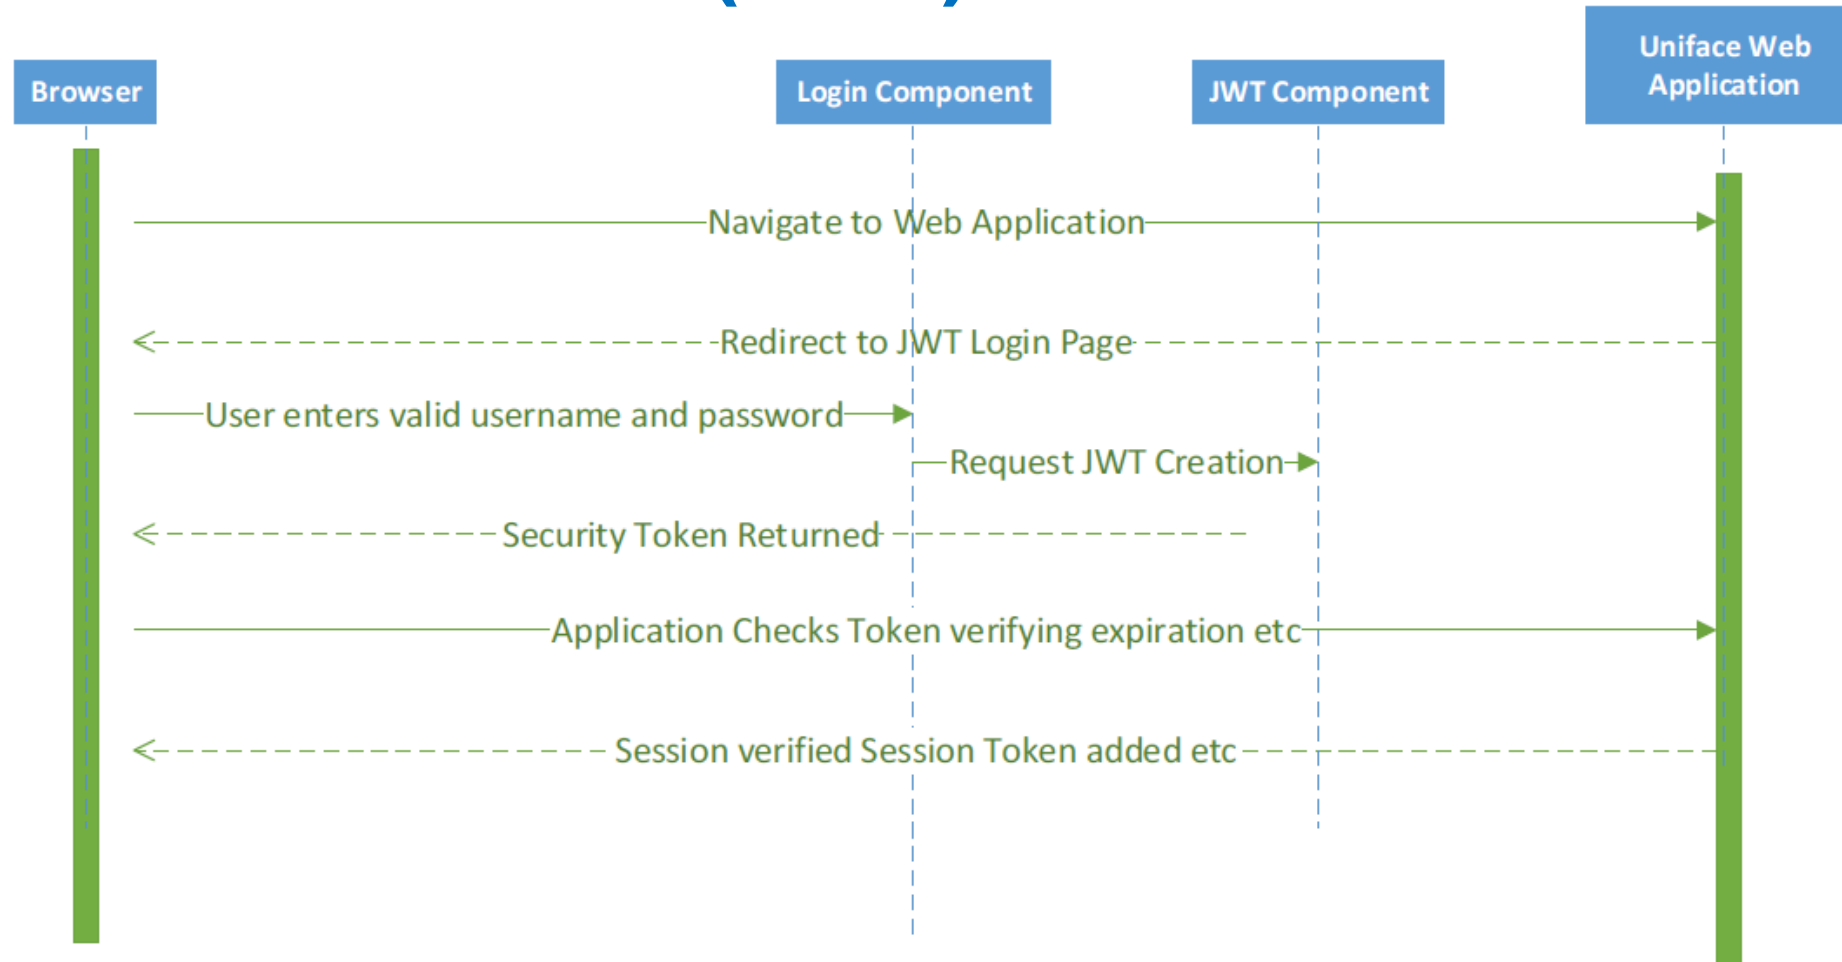 Browser
Login Component
JWT Component
Uniface Web
Application
Navigate to Web Application
Redirect to JWT Login Page
User enters valid username and password
Request JWT Creation
Security Token Returned
Application Checks Token verifying expiration etc
Session verified Session Token added etc